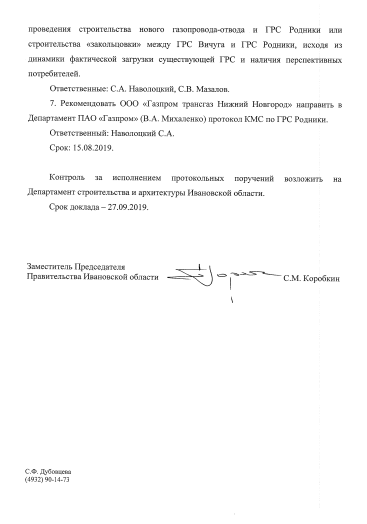 проведения строительства нового газопровода-отвода и ГРС Родники или
строительства «закольцовки» между ГРС Вичуга и ГРС Родники, исходя из
динамики фактической загрузки существующей ГРС и наличия перспективных
потребителей.
Ответственные: С.А. Наволоцкий, С.В. Мазалов.
7. Рекомендовать ООО «Газпром трансгаз Нижний Новгород» направить в
Департамент ПАО «Газпром» (В.А. Михаленко) протокол КМС по ГРС Родники.
Ответственный: Наволоцкий С.А.
Срок: 15.08.2019.
Контроль за исполнением протокольных поручений возложить на
Департамент строительства и архитектуры Ивановской области.
Срок доклада – 27.09.2019.
Заместитель Председателя
Правительства Ивановской области С.М. Коробкин
С.Ф. Дубовцева
(4932) 90-14-73